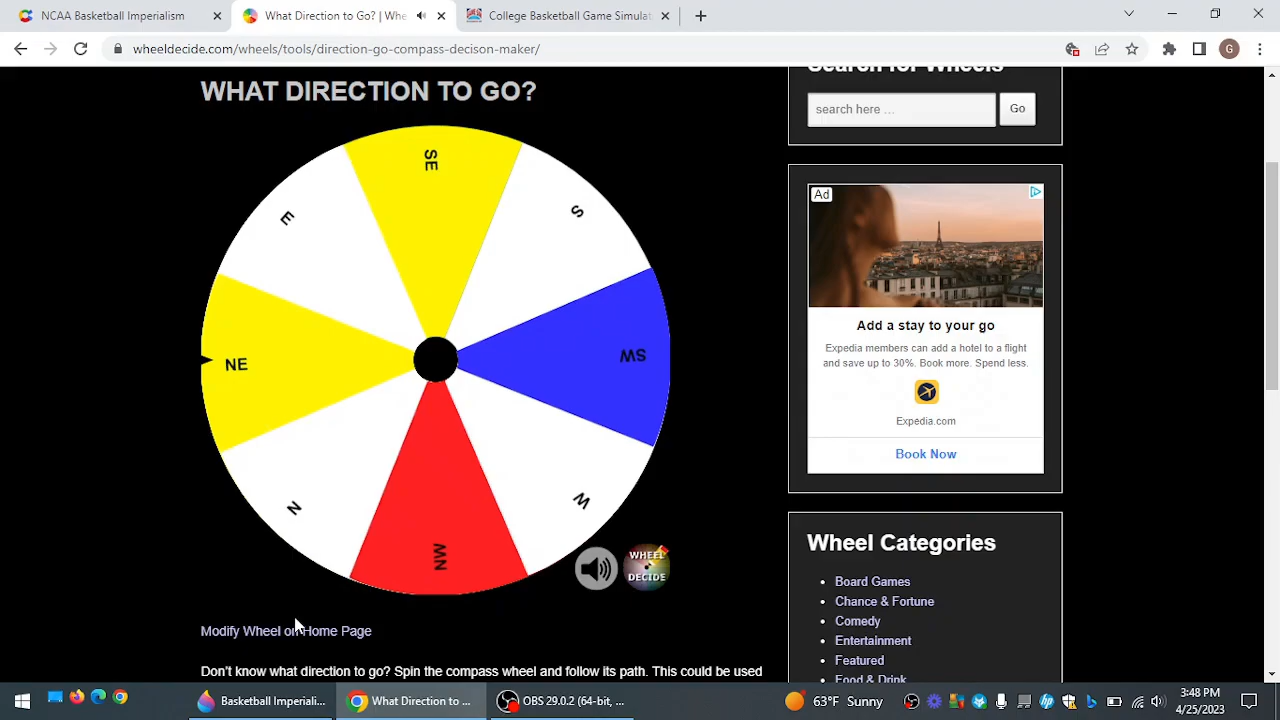 NCAA Basketball Imperialism
What Direction to Go? | Whe
College Basketball Game Simulat
wheeldecide.com/wheels/tools/direction-go-compass-decison-maker/
G
WHAT DIRECTION TO GO?
SE
S
SW
W
NW
N
NE
E
WHEEL
DECIDE
Modify Wheel on Home Page
Don't know what direction to go? Spin the compass wheel and follow its path. This could be used
Search for Wheels
search here ...
Go
Ad
Add a stay to your go
Expedia members can add a hotel to a flight
and save up to 30%. Book more. Spend less.
Expedia.com
Book Now
Wheel Categories
Board Games
Chance & Fortune
Comedy
Entertainment
Featured
Food & Drink
Basketball Imperiali...
What Direction to ...
OBS 29.0.2 (64-bit, ...
63°F Sunny
3:48 PM
4/25/2023